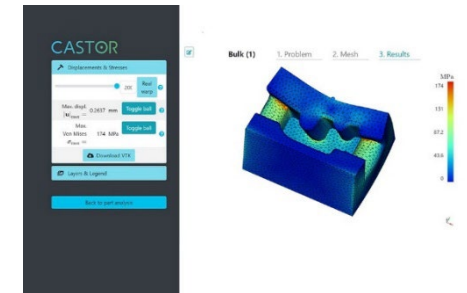 CASTOR
Displacements & Stresses
20x
Real warp
Max. displ.
0.2637 mm
Toggle ball
Max.
Von Mises
174 MPa
Toggle ball
Download VTK
Layers & Legend
Back to part analysis
Bulk (1)
1. Problem
2. Mesh
3. Results
MPa
174
131
87.2
43.6
0